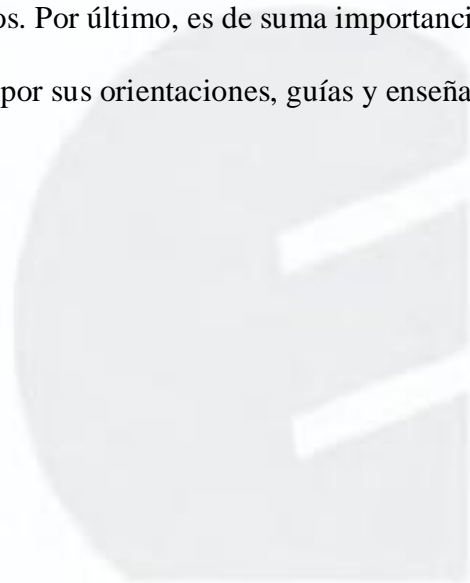 os. Por último, es de suma importanci
por sus orientaciones, guías y enseña